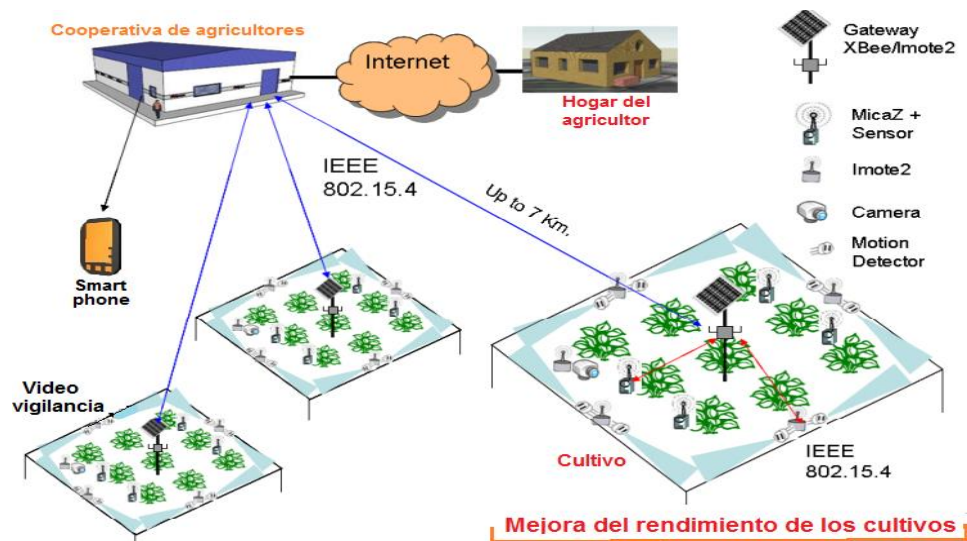 Cooperativa de agricultores
Internet
Hogar del
agricultor
Gateway
XBee/Imote2
MicaZ +
Sensor
Imote2
Camera
Motion
Detector
IEEE
802.15.4
Up to 7 Km.
Smart
phone
Video
vigilancia
Cultivo
IEEE
802.15.4
Mejora del rendimiento de los cultivos